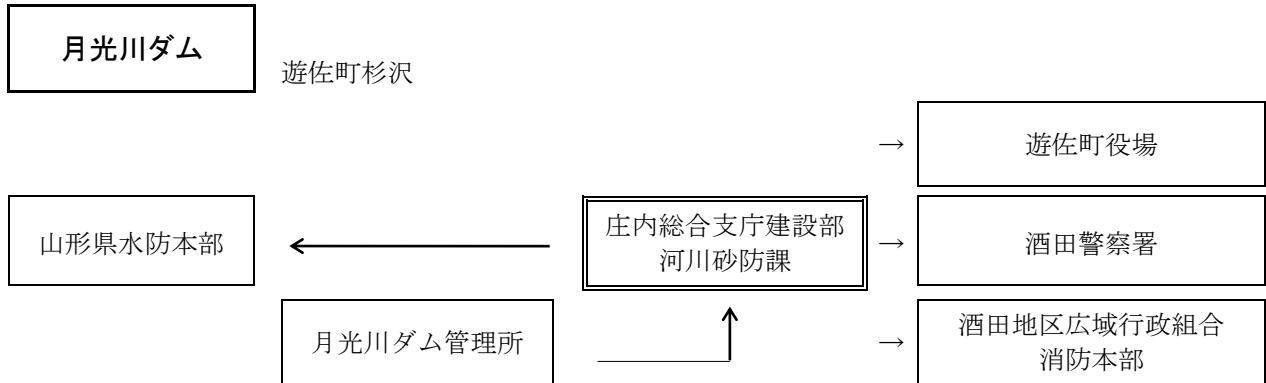 月光川ダム
遊佐町杉沢
→
遊佐町役場
山形県水防本部
庄内総合支庁建設部
河川砂防課
→
酒田警察署
月光川ダム管理所
→
酒田地区広域行政組合
消防本部